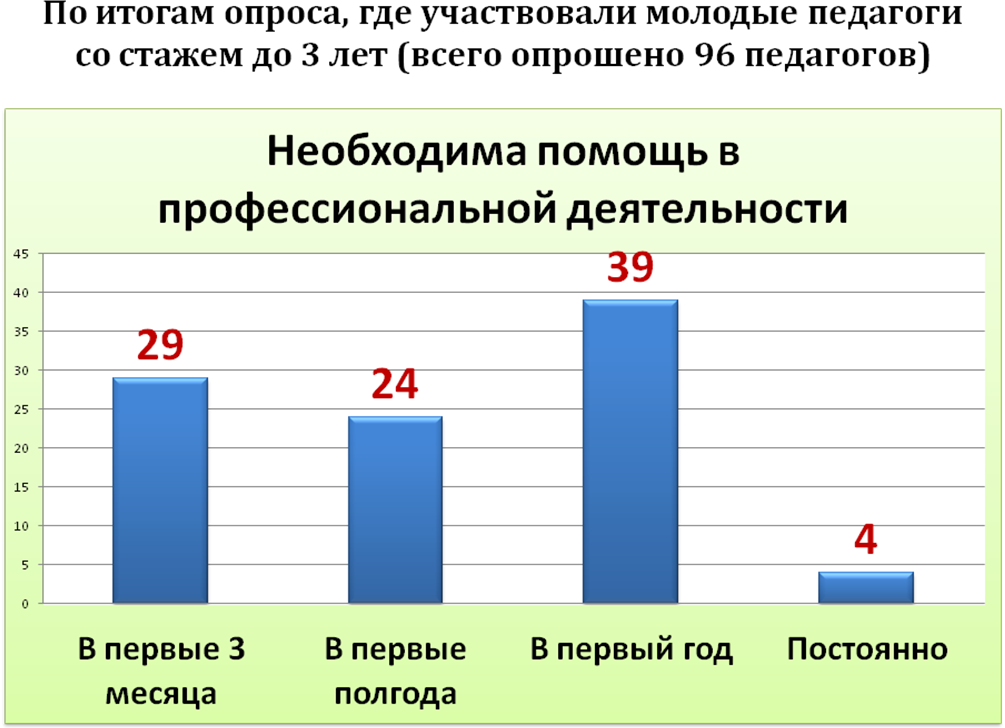 По итогам опроса, где участвовали молодые педагоги
со стажем до 3 лет (всего опрошено 96 педагогов)
Необходима помощь в
профессиональной деятельности
45
40
35
30
25
20
15
10
5
0
29
24
39
4
В первые 3
месяца
В первые
полгода
В первый год
Постоянно